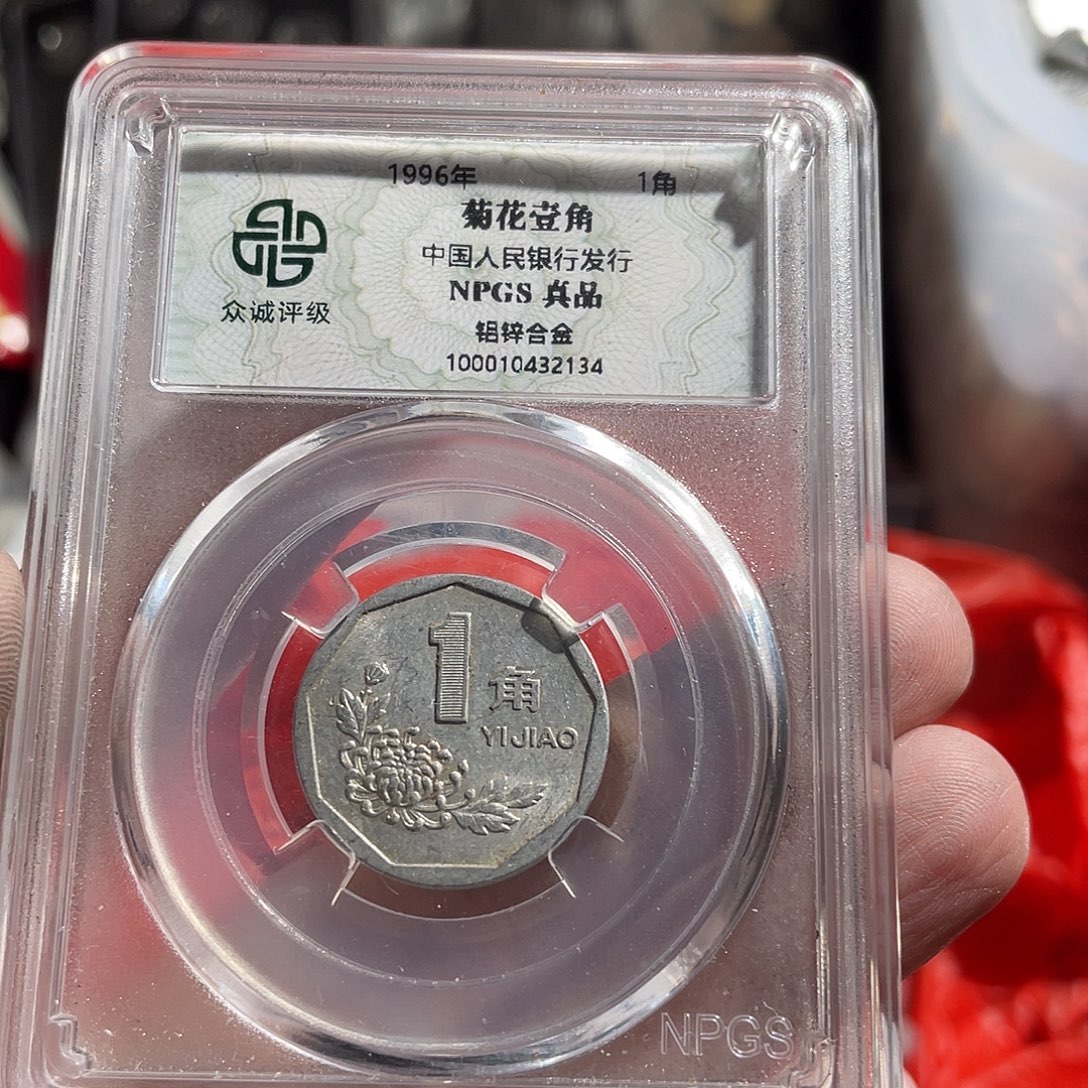 1996年 1角
菊花壹角
中国人民银行发行
NPGS 真品
铝锌合金
100010432134
众诚评级
1角
YIJIAO
NPGS